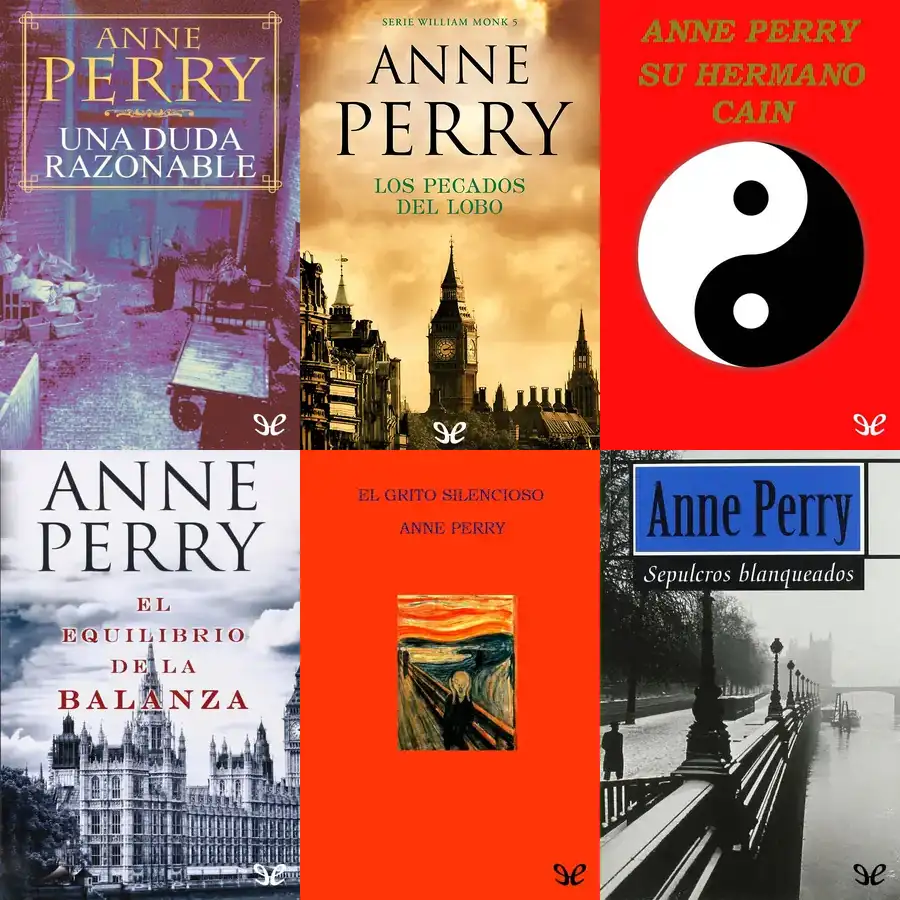 ANNE
PERRY
UNA DUDA
RAZONABLE
SERIE WILLIAM MONK 5
ANNE
PERRY
LOS PECADOS
DEL LOBO
ANNE PERRY
SU HERMANO
CAIN
ANNE
PERRY
EL
EQUILIBRIO
DE LA
BALANZA
EL GRITO SILENCIOSO
ANNE PERRY
Anne Perry
Sepulcros blanqueados